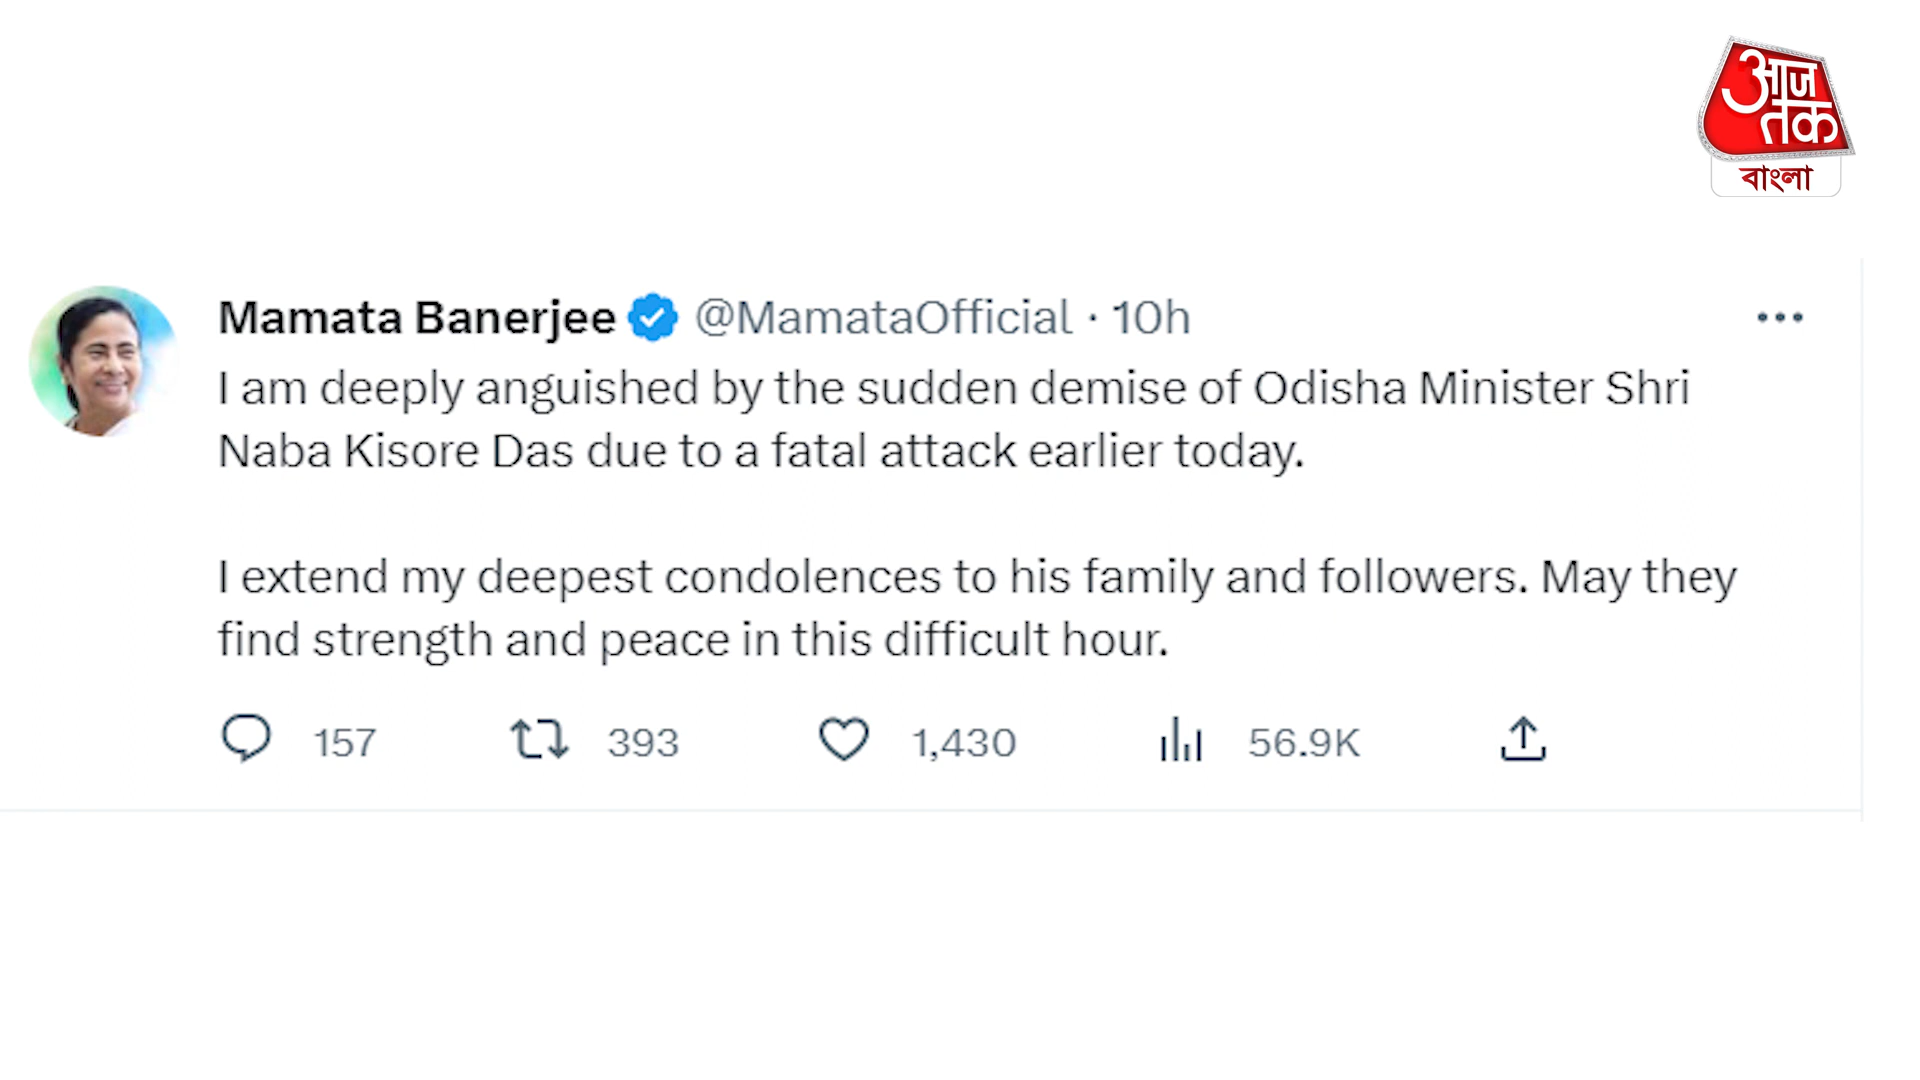 आज
तक
বাংলা
Mamata Banerjee @MamataOfficial · 10h
I am deeply anguished by the sudden demise of Odisha Minister Shri
Naba Kisore Das due to a fatal attack earlier today.
I extend my deepest condolences to his family and followers. May they
find strength and peace in this difficult hour.
157 393 1,430 56.9K